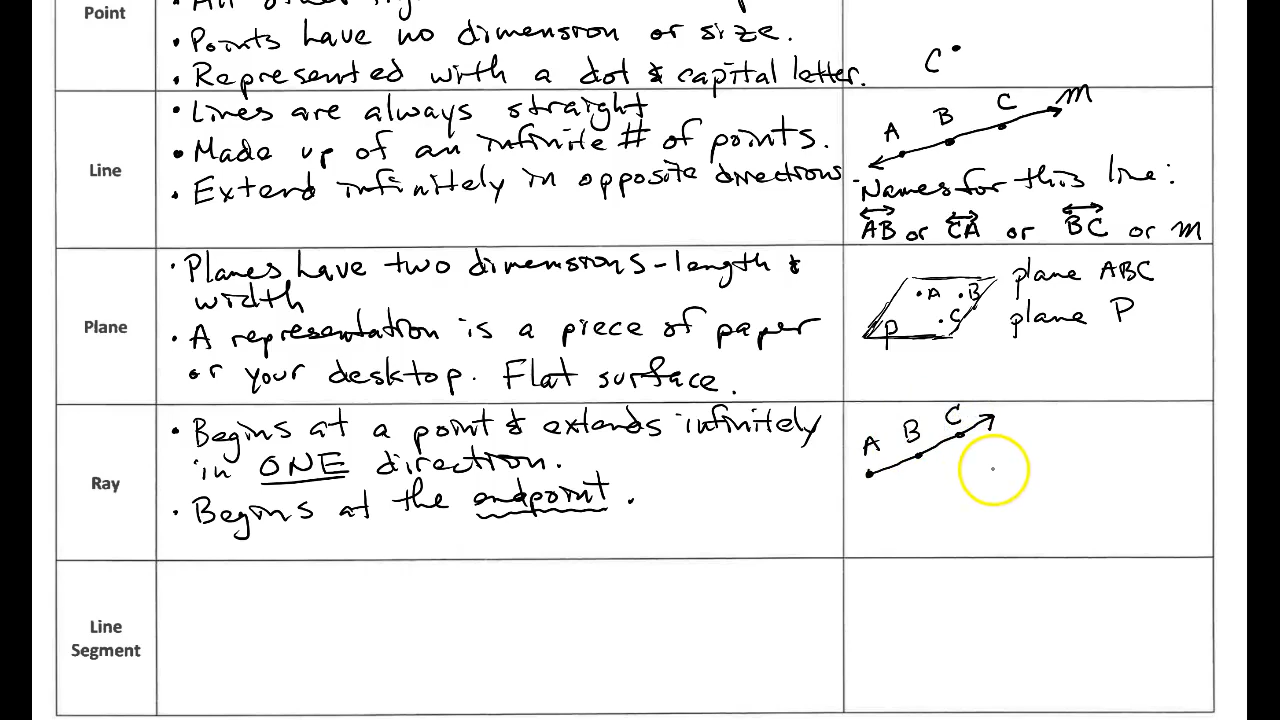 Point
• Points have no dimension or size.
• Represented with a dot & capital letter.
C
Line
• Lines are always straight
• Made up of an infinite # of points.
• Extend infinitely in opposite directions
A B C m
Names for this line:
AB or CA or BC or m
Plane
• Planes have two dimensions - length &
width
• A representation is a piece of paper
or your desktop. Flat surface.
A B
C
P
plane ABC
plane P
Ray
• Begins at a point & extends infinitely
in ONE direction.
• Begins at the endpoint.
A B C
Line
Segment